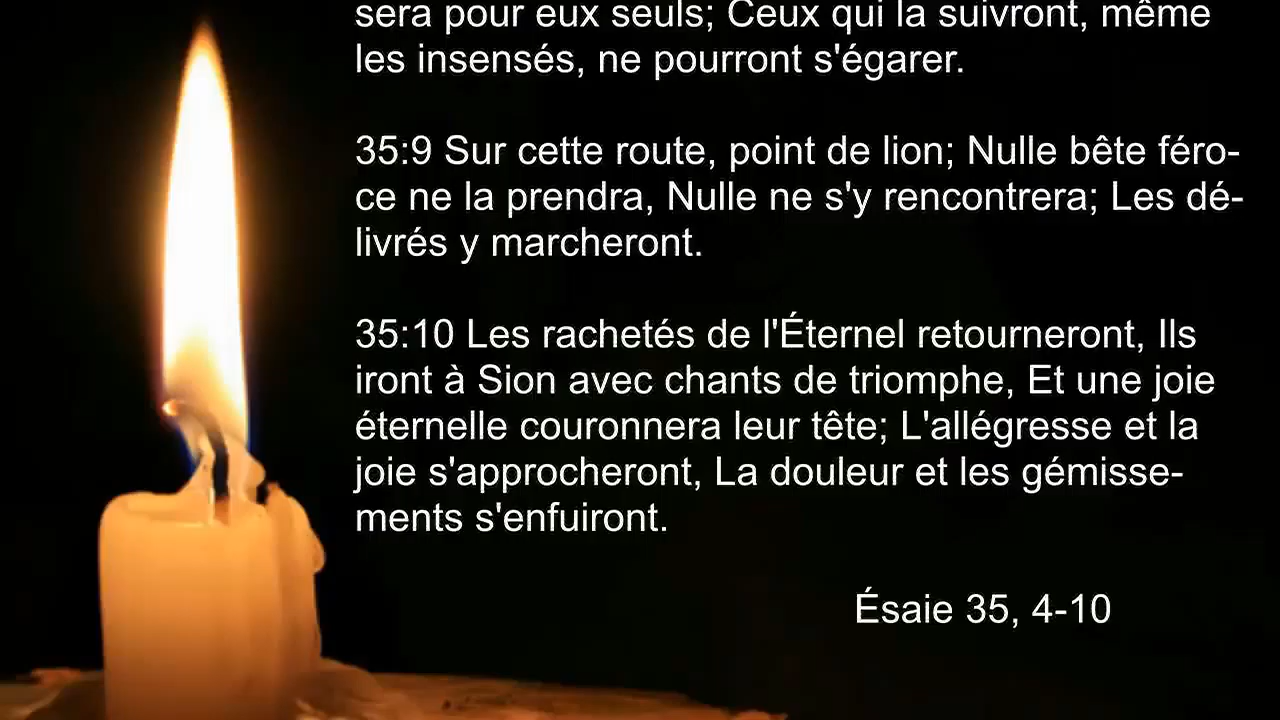 sera pour eux seuls; Ceux qui la suivront, même
les insensés, ne pourront s'égarer.
35:9 Sur cette route, point de lion; Nulle bête féro-
ce ne la prendra, Nulle ne s'y rencontrera; Les dé-
livrés y marcheront.
35:10 Les rachetés de l'Éternel retourneront, Ils
iront à Sion avec chants de triomphe, Et une joie
éternelle couronnera leur tête; L'allégresse et la
joie s'approcheront, La douleur et les gémisse-
ments s'enfuiront.
Ésaie 35, 4-10